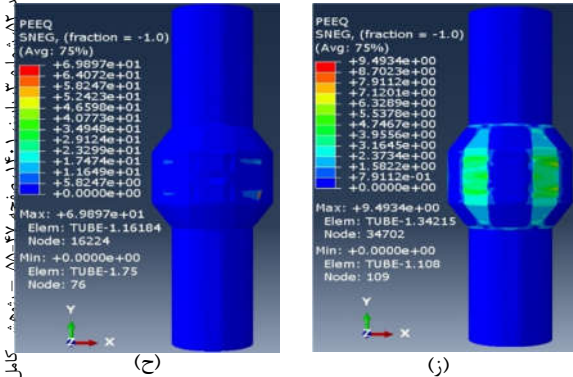 PEEQ
SNEG, (fraction = -1.0)
(Avg: 75%)
+6.9897e+01
+6.4072e+01
+5.8247e+01
+5.2423e+01
+4.6598e+01
+4.0773e+01
+3.4948e+01
+2.9124e+01
+2.3299e+01
+1.7474e+01
+1.1649e+01
+5.8247e+00
+0.0000e+00
Max: +6.9897e+01
Elem: TUBE-1.16184
Node: 16224
Min: +0.0000e+00
Elem: TUBE-1.75
Node: 76
Y
Z
X
(ح)
PEEQ
SNEG, (fraction = -1.0)
(Avg: 75%)
+9.4934e+00
+8.7023e+00
+7.9112e+00
+7.1201e+00
+6.3289e+00
+5.5378e+00
+4.7467e+00
+3.9556e+00
+3.1645e+00
+2.3734e+00
+1.5822e+00
+7.9112e-01
+0.0000e+00
Max: +9.4934e+00
Elem: TUBE-1.34215
Node: 34702
Min: +0.0000e+00
Elem: TUBE-1.108
Node: 109
Y
Z
X
(ز)